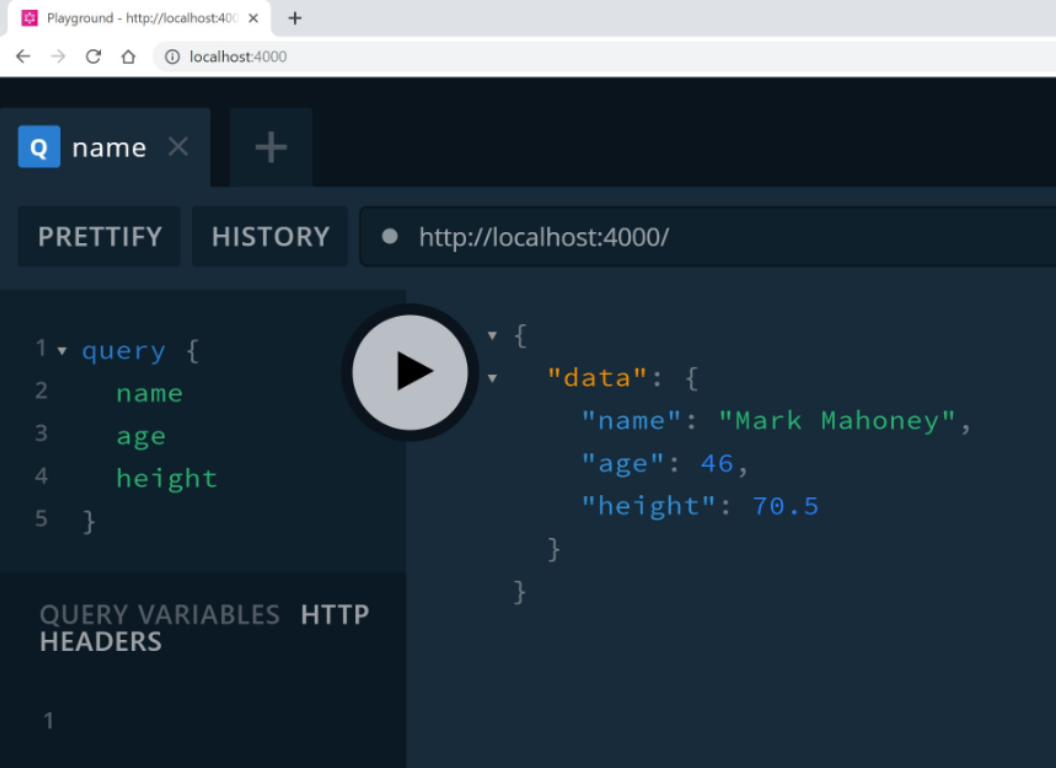 Playground - http://localhost:400
localhost:4000
Q name
PRETTIFY HISTORY http://localhost:4000/
1 query {
2 name
3 age
4 height
5 }
{
"data": {
"name": "Mark Mahoney",
"age": 46,
"height": 70.5
}
}
QUERY VARIABLES HTTP
HEADERS
1